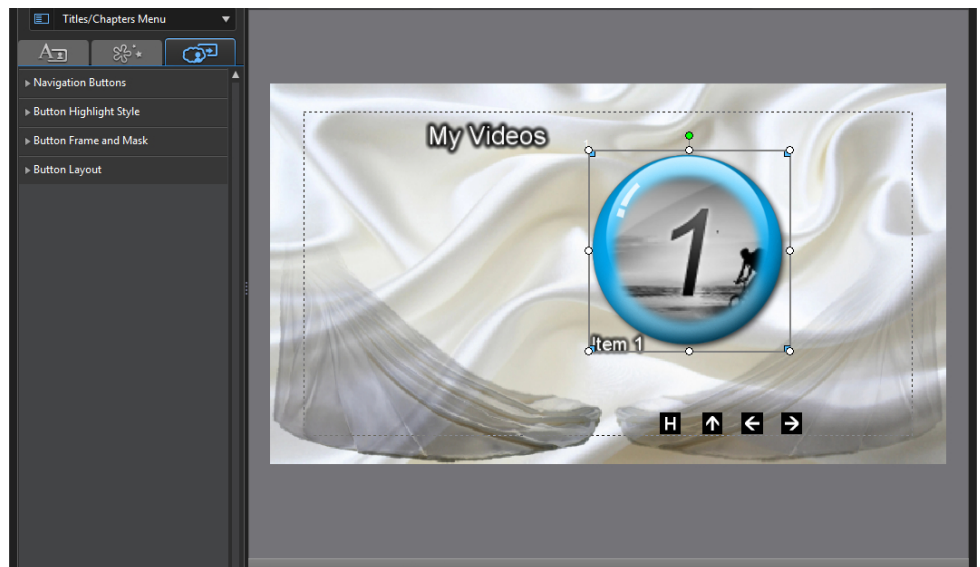 Titles/Chapters Menu
A
Navigation Buttons
Button Highlight Style
Button Frame and Mask
Button Layout
My Videos
1
Item 1
H